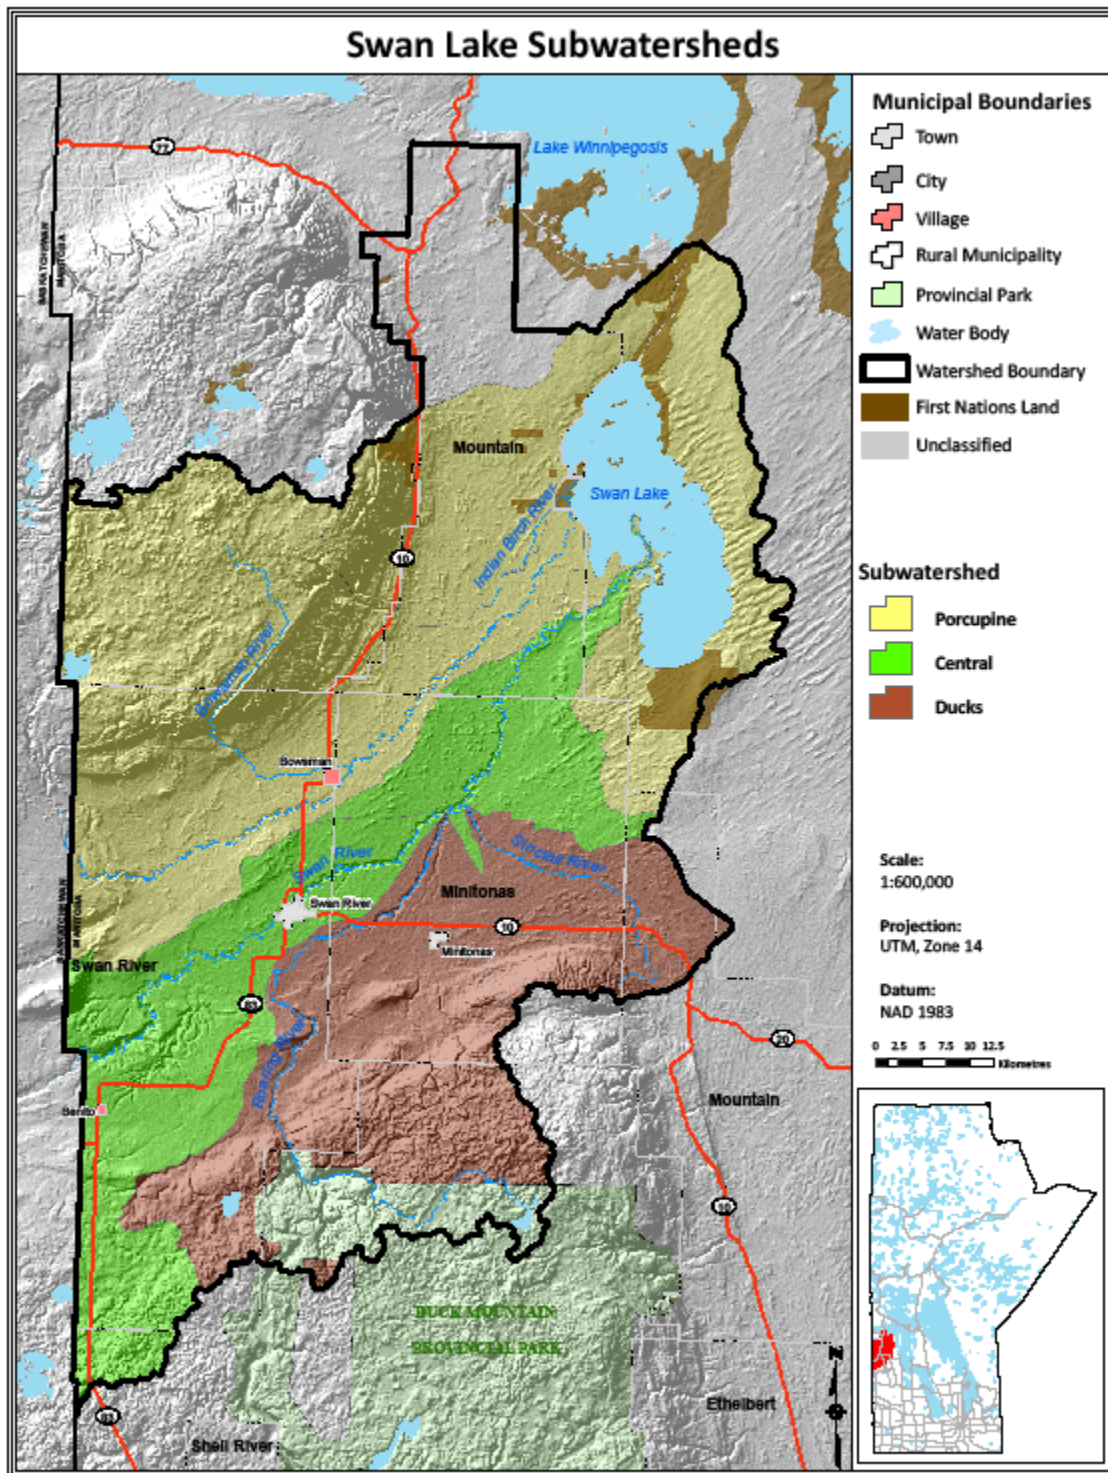 Swan Lake Subwatersheds
77
Lake Winnipegosis
SASKATCHEWAN
MANITOBA
Mountain
Swan Lake
Indian Birch River
10
Bowsman River
Bowsman
Swan River
Sinclair River
Minitonas
Swan River
10
Minitonas
SASKATCHEWAN
MANITOBA
Swan River
83
20
Roaring River
Benito
Mountain
10
DUCK MOUNTAIN
PROVINCIAL PARK
Ethelbert
83
Shell River
N
Municipal Boundaries
Town
City
Village
Rural Municipality
Provincial Park
Water Body
Watershed Boundary
First Nations Land
Unclassified
Subwatershed
Porcupine
Central
Ducks
Scale:
1:600,000
Projection:
UTM, Zone 14
Datum:
NAD 1983
0 2.5 5 7.5 10 12.5
Kilometres